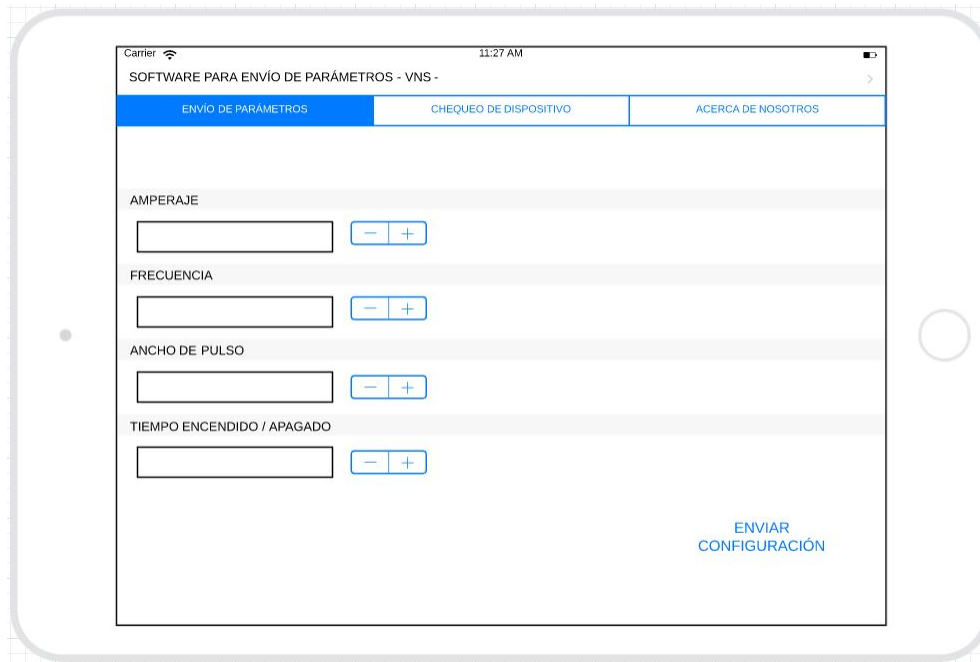 Carrier 11:27 AM
SOFTWARE PARA ENVÍO DE PARÁMETROS - VNS -
ENVÍO DE PARÁMETROS CHEQUEO DE DISPOSITIVO ACERCA DE NOSOTROS
AMPERAJE
FRECUENCIA
ANCHO DE PULSO
TIEMPO ENCENDIDO / APAGADO
ENVIAR
CONFIGURACIÓN